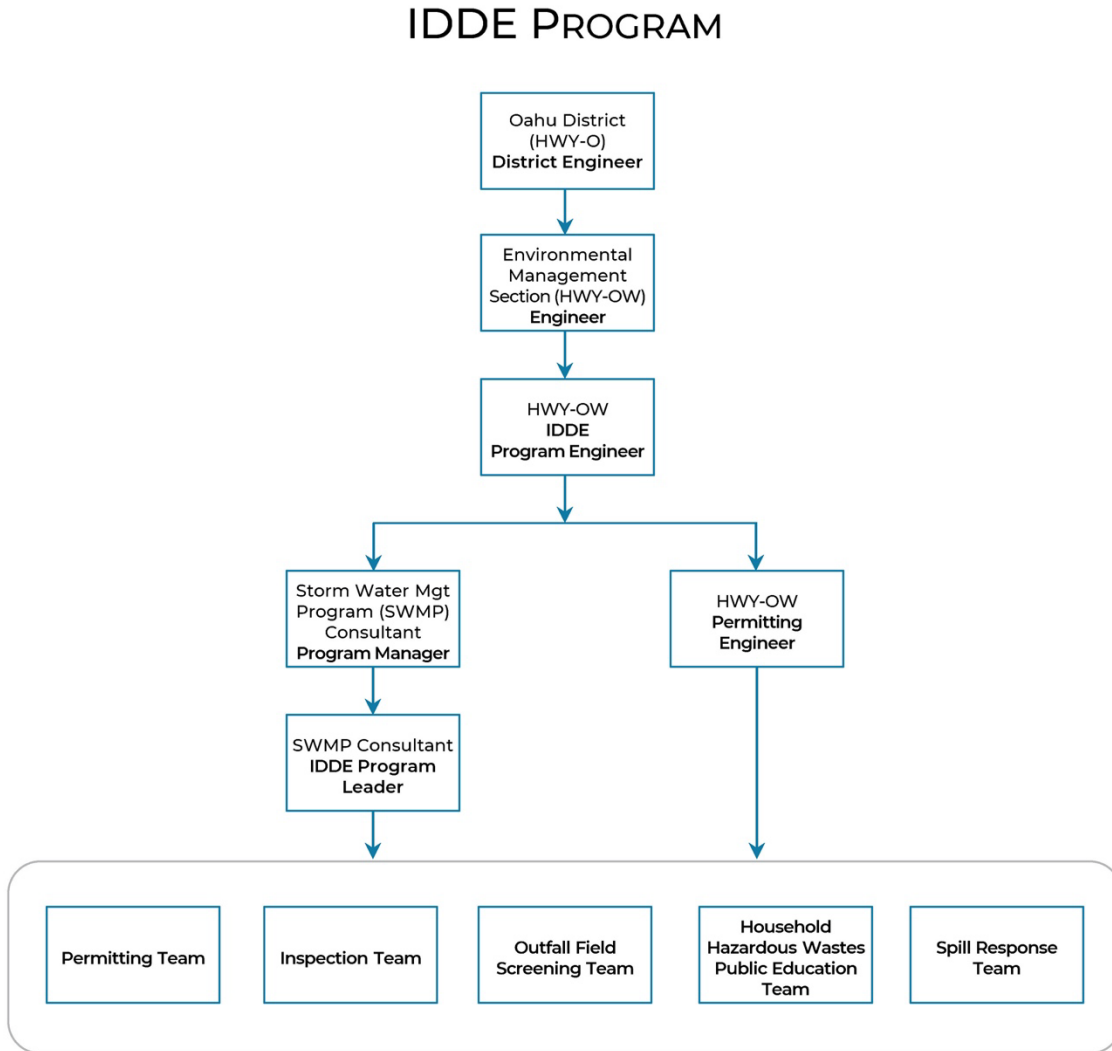 IDDE PROGRAM
Oahu District
(HWY-O)
District Engineer
Environmental
Management
Section (HWY-OW)
Engineer
HWY-OW
IDDE
Program Engineer
Storm Water Mgt
Program (SWMP)
Consultant
Program Manager
HWY-OW
Permitting
Engineer
SWMP Consultant
IDDE Program
Leader
Permitting Team
Inspection Team
Outfall Field
Screening Team
Household
Hazardous Wastes
Public Education
Team
Spill Response
Team